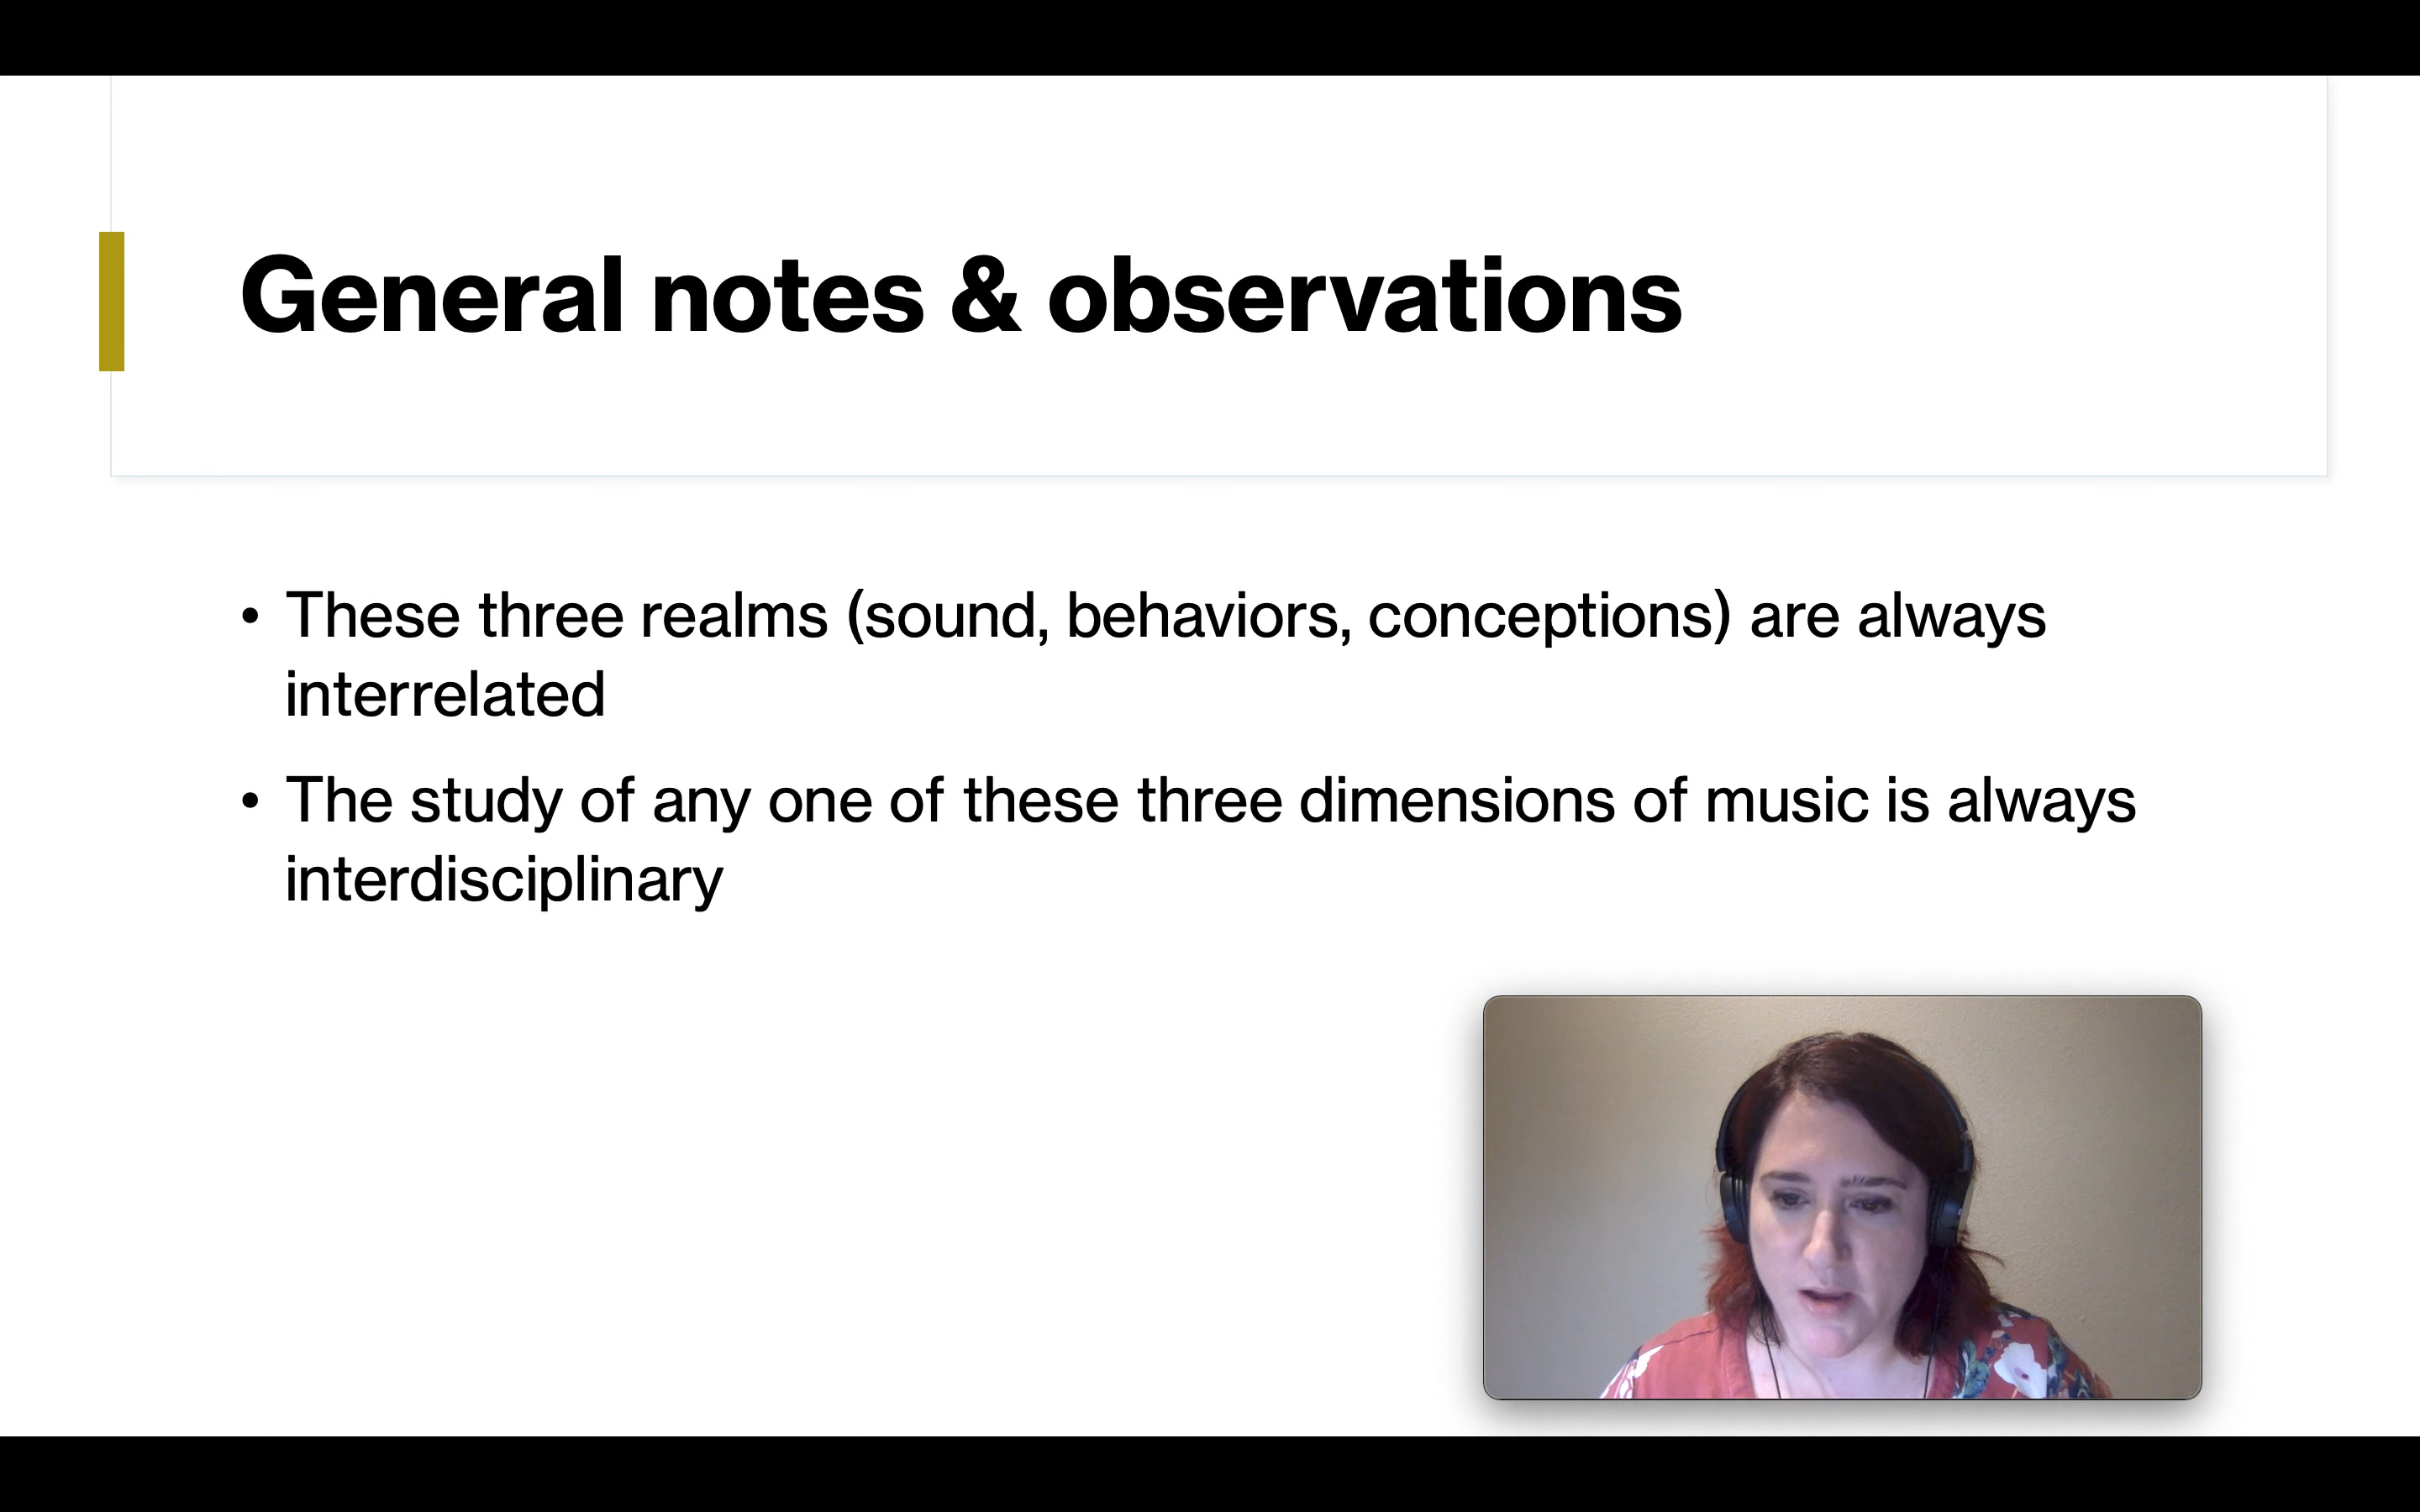 General notes & observations
• These three realms (sound, behaviors, conceptions) are always
interrelated
• The study of any one of these three dimensions of music is always
interdisciplinary